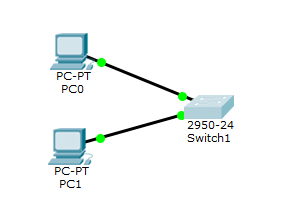 PC-PT
PC0
2950-24
Switch1
PC-PT
PC1